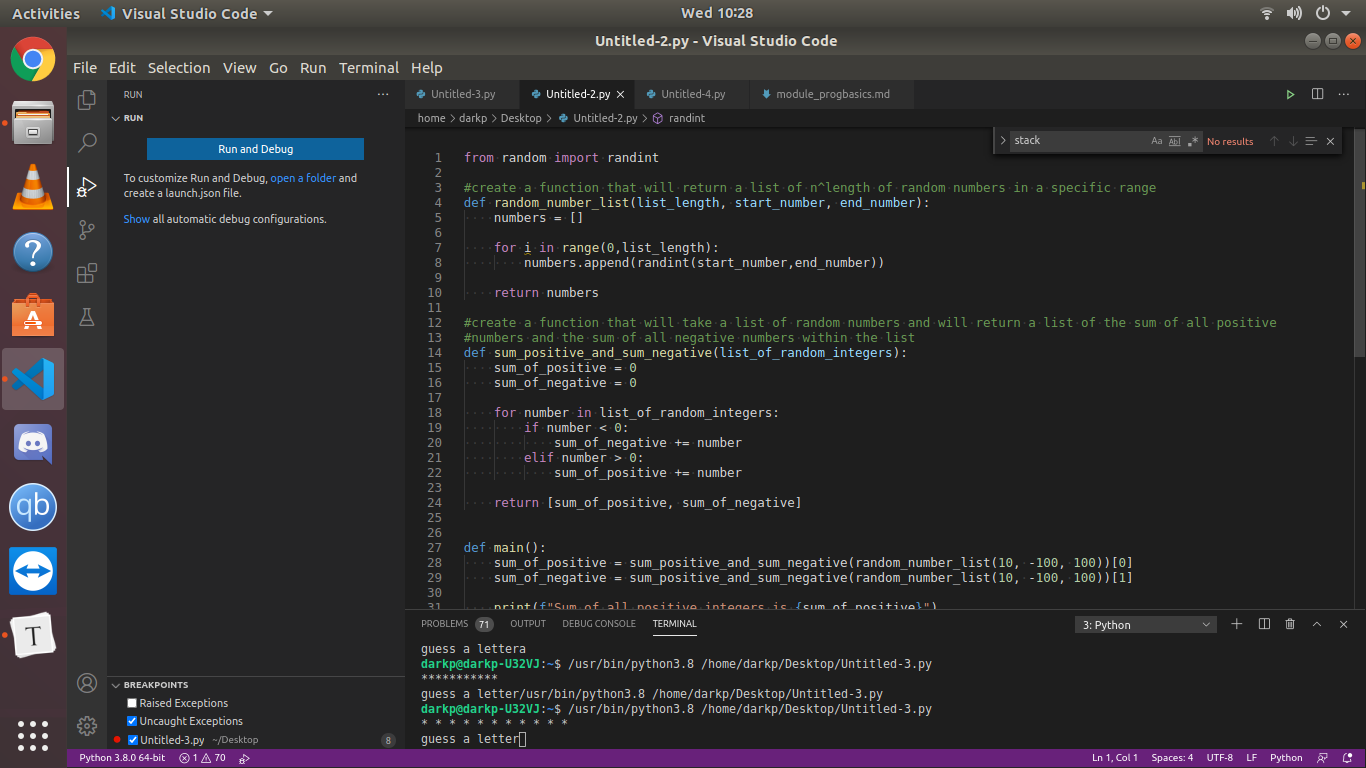 Activities Visual Studio Code Wed 10:28
Untitled-2.py - Visual Studio Code
File Edit Selection View Go Run Terminal Help
RUN ···
RUN
Run and Debug
To customize Run and Debug, open a folder and
create a launch.json file.
Show all automatic debug configurations.
BREAKPOINTS
Raised Exceptions
Uncaught Exceptions
Untitled-3.py ~/Desktop 8
Untitled-3.py Untitled-2.py Untitled-4.py module_progbasics.md
home > darkp > Desktop > Untitled-2.py > randint
stack Aa Abl .* No results
1 from random import randint
2
3 #create a function that will return a list of n^length of random numbers in a specific range
4 def random_number_list(list_length, start_number, end_number):
5 numbers = []
6
7 for i in range(0,list_length):
8 numbers.append(randint(start_number,end_number))
9
10 return numbers
11
12 #create a function that will take a list of random numbers and will return a list of the sum of all positive
13 #numbers and the sum of all negative numbers within the list
14 def sum_positive_and_sum_negative(list_of_random_integers):
15 sum_of_positive = 0
16 sum_of_negative = 0
17
18 for number in list_of_random_integers:
19 if number < 0:
20 sum_of_negative += number
21 elif number > 0:
22 sum_of_positive += number
23
24 return [sum_of_positive, sum_of_negative]
25
26
27 def main():
28 sum_of_positive = sum_positive_and_sum_negative(random_number_list(10, -100, 100))[0]
29 sum_of_negative = sum_positive_and_sum_negative(random_number_list(10, -100, 100))[1]
30
31 print(f"Sum of all positive integers is {sum_of_positive}")
PROBLEMS 71 OUTPUT DEBUG CONSOLE TERMINAL 3: Python
guess a lettera
darkp@darkp-U32VJ:~$ /usr/bin/python3.8 /home/darkp/Desktop/Untitled-3.py
***********
guess a letter/usr/bin/python3.8 /home/darkp/Desktop/Untitled-3.py
darkp@darkp-U32VJ:~$ /usr/bin/python3.8 /home/darkp/Desktop/Untitled-3.py
* * * * * * * * * * *
guess a letter
Python 3.8.0 64-bit 1 70 Ln 1, Col 1 Spaces: 4 UTF-8 LF Python